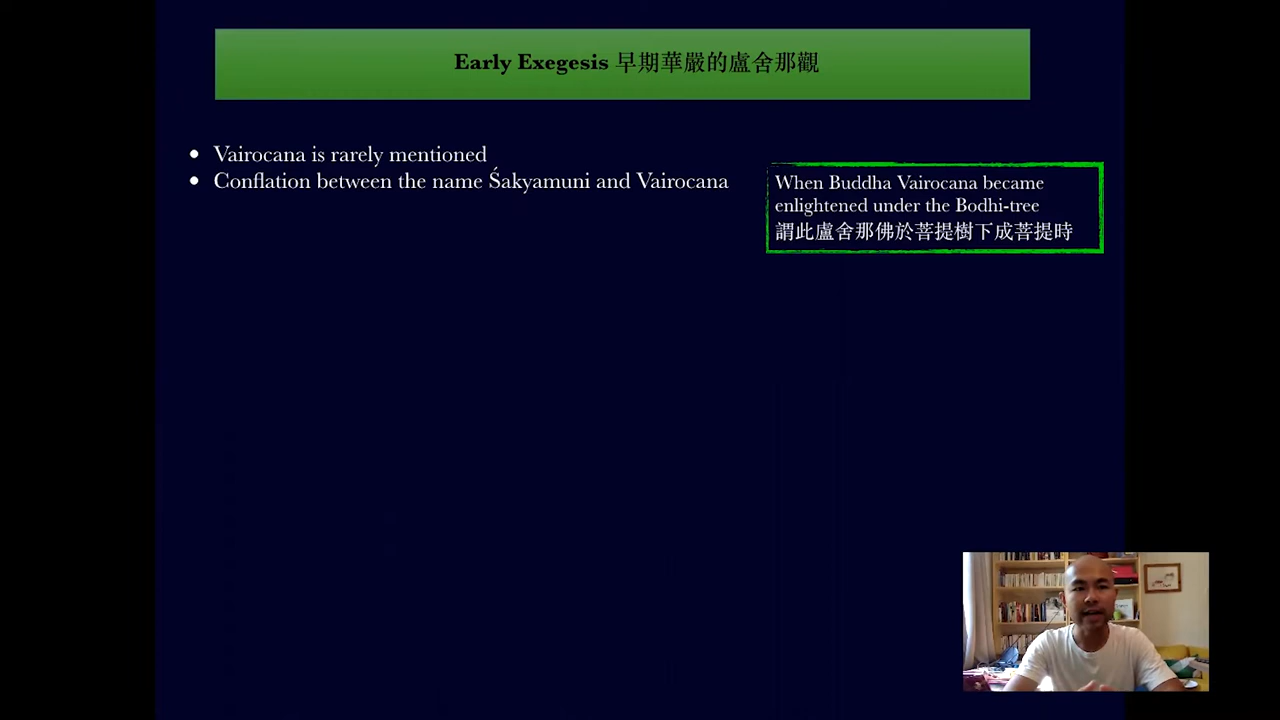 Early Exegesis 早期華嚴的盧舍那觀
• Vairocana is rarely mentioned
• Conflation between the name Śakyamuni and Vairocana
When Buddha Vairocana became
enlightened under the Bodhi-tree
謂此盧舍那佛於菩提樹下成菩提時